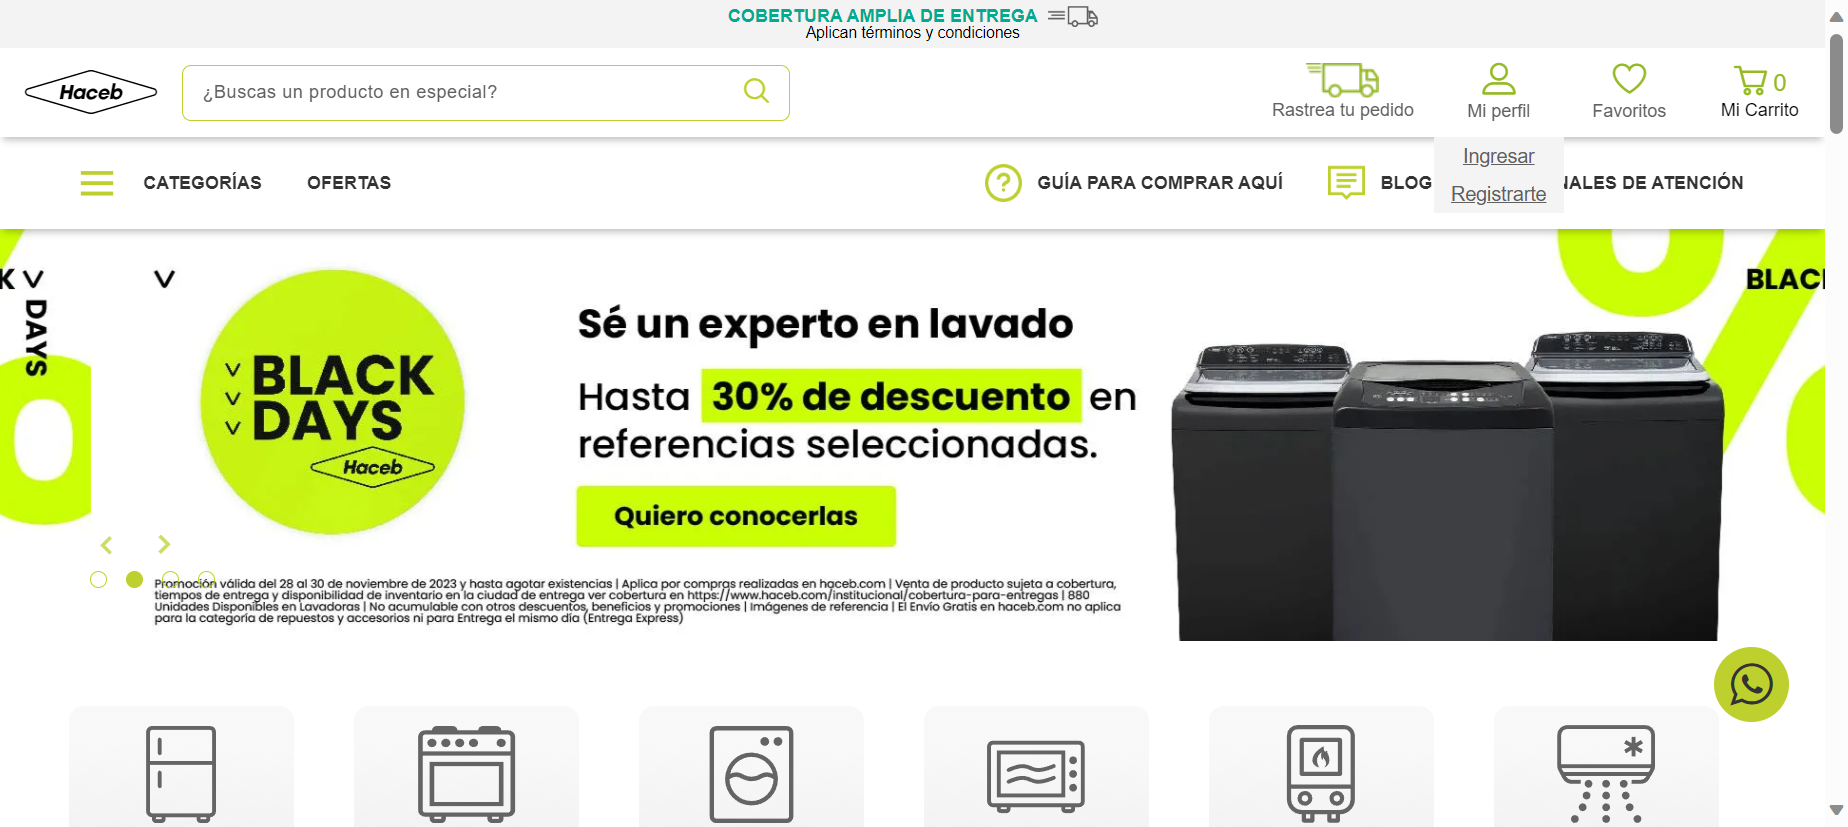 COBERTURA AMPLIA DE ENTREGA
Aplican términos y condiciones
Haceb
¿Buscas un producto en especial?
Rastrea tu pedido
Mi perfil
Favoritos
0
Mi Carrito
Ingresar
Registrarte
CATEGORÍAS
OFERTAS
GUÍA PARA COMPRAR AQUÍ
BLOG
NALES DE ATENCIÓN
K
DAYS
BLACK
DAYS
Haceb
Sé un experto en lavado
Hasta 30% de descuento en
referencias seleccionadas.
Quiero conocerlas
BLAC
Promoción válida del 28 al 30 de noviembre de 2023 y hasta agotar existencias | Aplica por compras realizadas en haceb.com | Venta de producto sujeta a cobertura,
tiempos de entrega y disponibilidad de inventario en la ciudad de entrega ver cobertura en https://www.haceb.com/institucional/cobertura-para-entregas | 880
Unidades Disponibles en Lavadoras | No acumulable con otros descuentos, beneficios y promociones | Imágenes de referencia | El Envío Gratis en haceb.com no aplica
para la categoría de repuestos y accesorios ni para Entrega el mismo día (Entrega Express)